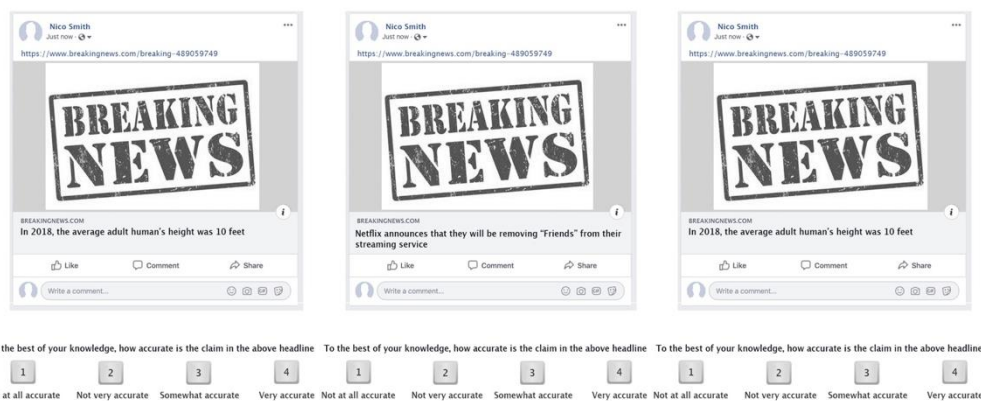 Nico Smith
Just now
https://www.breakingnews.com/breaking-489059749
BREAKING
NEWS
BREAKINGNEWS.COM
In 2018, the average adult human's height was 10 feet
Like Comment Share
Write a comment...
the best of your knowledge, how accurate is the claim in the above headline
1 2 3 4
at all accurate Not very accurate Somewhat accurate Very accurate
Nico Smith
Just now
https://www.breakingnews.com/breaking-489059749
BREAKING
NEWS
BREAKINGNEWS.COM
Netflix announces that they will be removing “Friends” from their
streaming service
Like Comment Share
Write a comment...
To the best of your knowledge, how accurate is the claim in the above headline
1 2 3 4
Not at all accurate Not very accurate Somewhat accurate Very accurate
Nico Smith
Just now
https://www.breakingnews.com/breaking-489059749
BREAKING
NEWS
BREAKINGNEWS.COM
In 2018, the average adult human's height was 10 feet
Like Comment Share
Write a comment...
To the best of your knowledge, how accurate is the claim in the above headline
1 2 3 4
Not at all accurate Not very accurate Somewhat accurate Very accurate